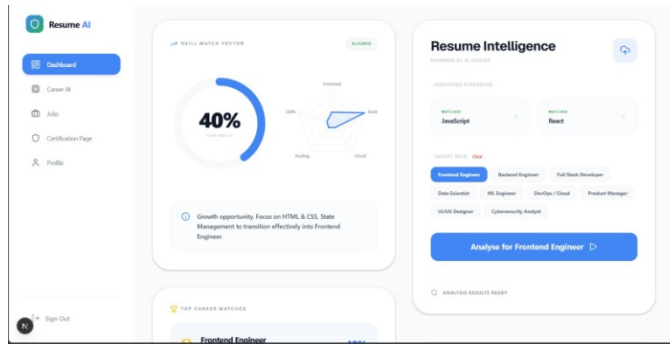 Resume AI
Dashboard
Career AI
Jobs
Certification Page
Profile
Sign Out
N
SKILL MATCH VECTOR
ALIGNED
40%
Frontend
Back
Cloud
Testing
Growth opportunity. Focus on HTML & CSS, State
Management to transition effectively into Frontend
Engineer.
TOP CAREER MATCHES
Frontend Engineer
Resume Intelligence
POWERED BY AI ENGINE
IDENTIFIED STRENGTHS
MATCHED
JavaScript
MATCHED
React
TARGET ROLE Clear
Frontend Engineer
Backend Engineer
Full Stack Developer
Data Scientist
ML Engineer
DevOps / Cloud
Product Manager
UI/UX Designer
Cybersecurity Analyst
Analyse for Frontend Engineer
ANALYSIS RESULTS READY